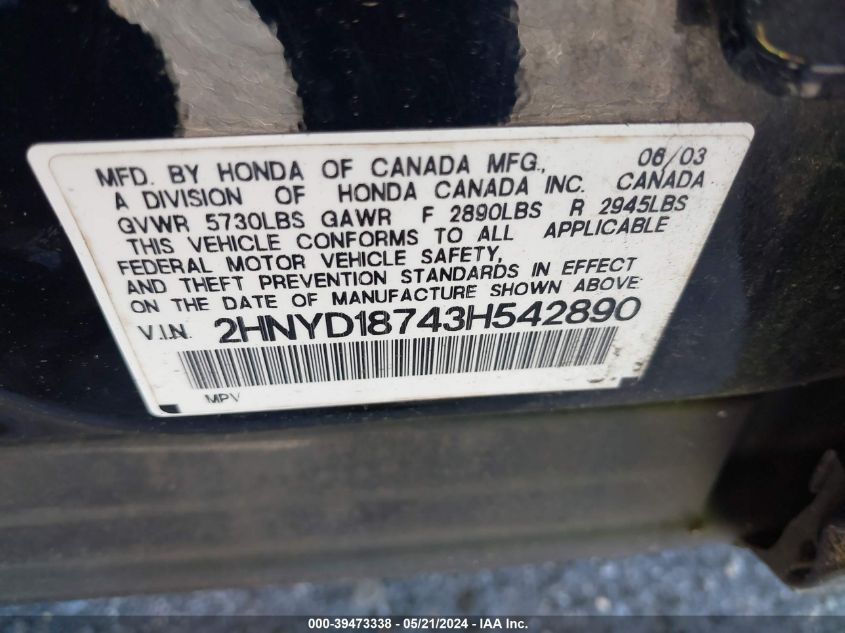 MFD. BY HONDA OF CANADA MFG., 06/03
A DIVISION OF HONDA CANADA INC. CANADA
GVWR 5730LBS GAWR F 2890LBS R 2945LBS
THIS VEHICLE CONFORMS TO ALL APPLICABLE
FEDERAL MOTOR VEHICLE SAFETY,
AND THEFT PREVENTION STANDARDS IN EFFECT
ON THE DATE OF MANUFACTURE SHOWN ABOVE.
V.I.N. 2HNYD18743H542890
MPV
000-39473338 - 05/21/2024 - IAA Inc.